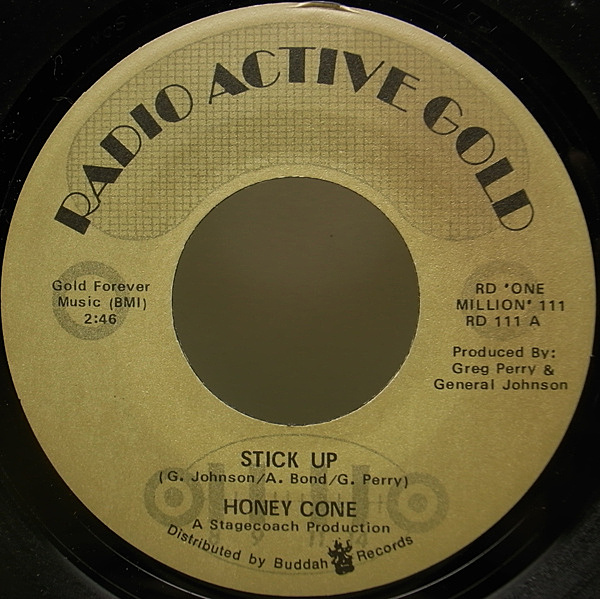 RADIO ACTIVE GOLD
Gold Forever
Music (BMI)
2:46
RD 'ONE
MILLION' 111
RD 111 A
Produced By:
Greg Perry &
General Johnson
STICK UP
(G. Johnson/A. Bond/G. Perry)
HONEY CONE
A Stagecoach Production
Distributed by Buddah Records